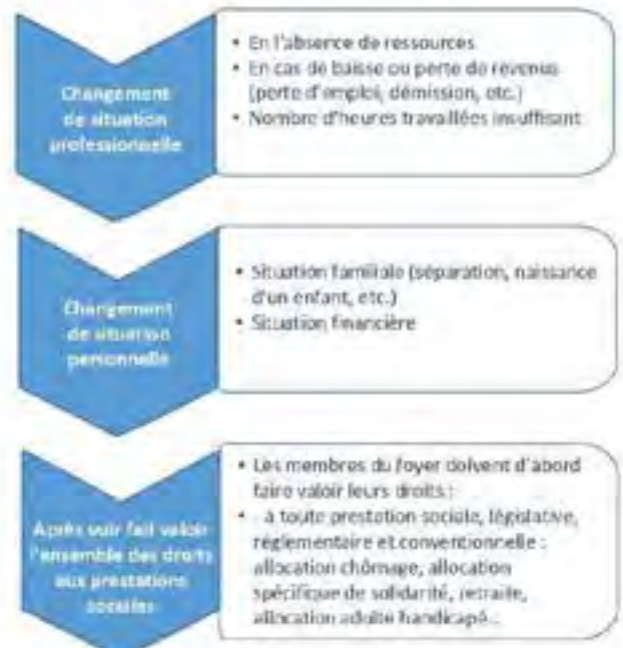 Changement
de situation
professionnelle
• En l'absence de ressources
• En cas de baisse ou perte de revenus
(perte d'emploi, démission, etc.)
• Nombre d'heures travaillées insuffisant
Changement
de situation
personnelle
• Situation familiale (séparation, naissance
d'un enfant, etc.)
• Situation financière
Après voir fait valoir
l'ensemble des droits
aux prestations
sociales
• Les membres du foyer doivent d'abord
faire valoir leurs droits :
• - à toute prestation sociale, législative,
réglementaire et conventionnelle :
allocation chômage, allocation
spécifique de solidarité, retraite,
allocation adulte handicapé...